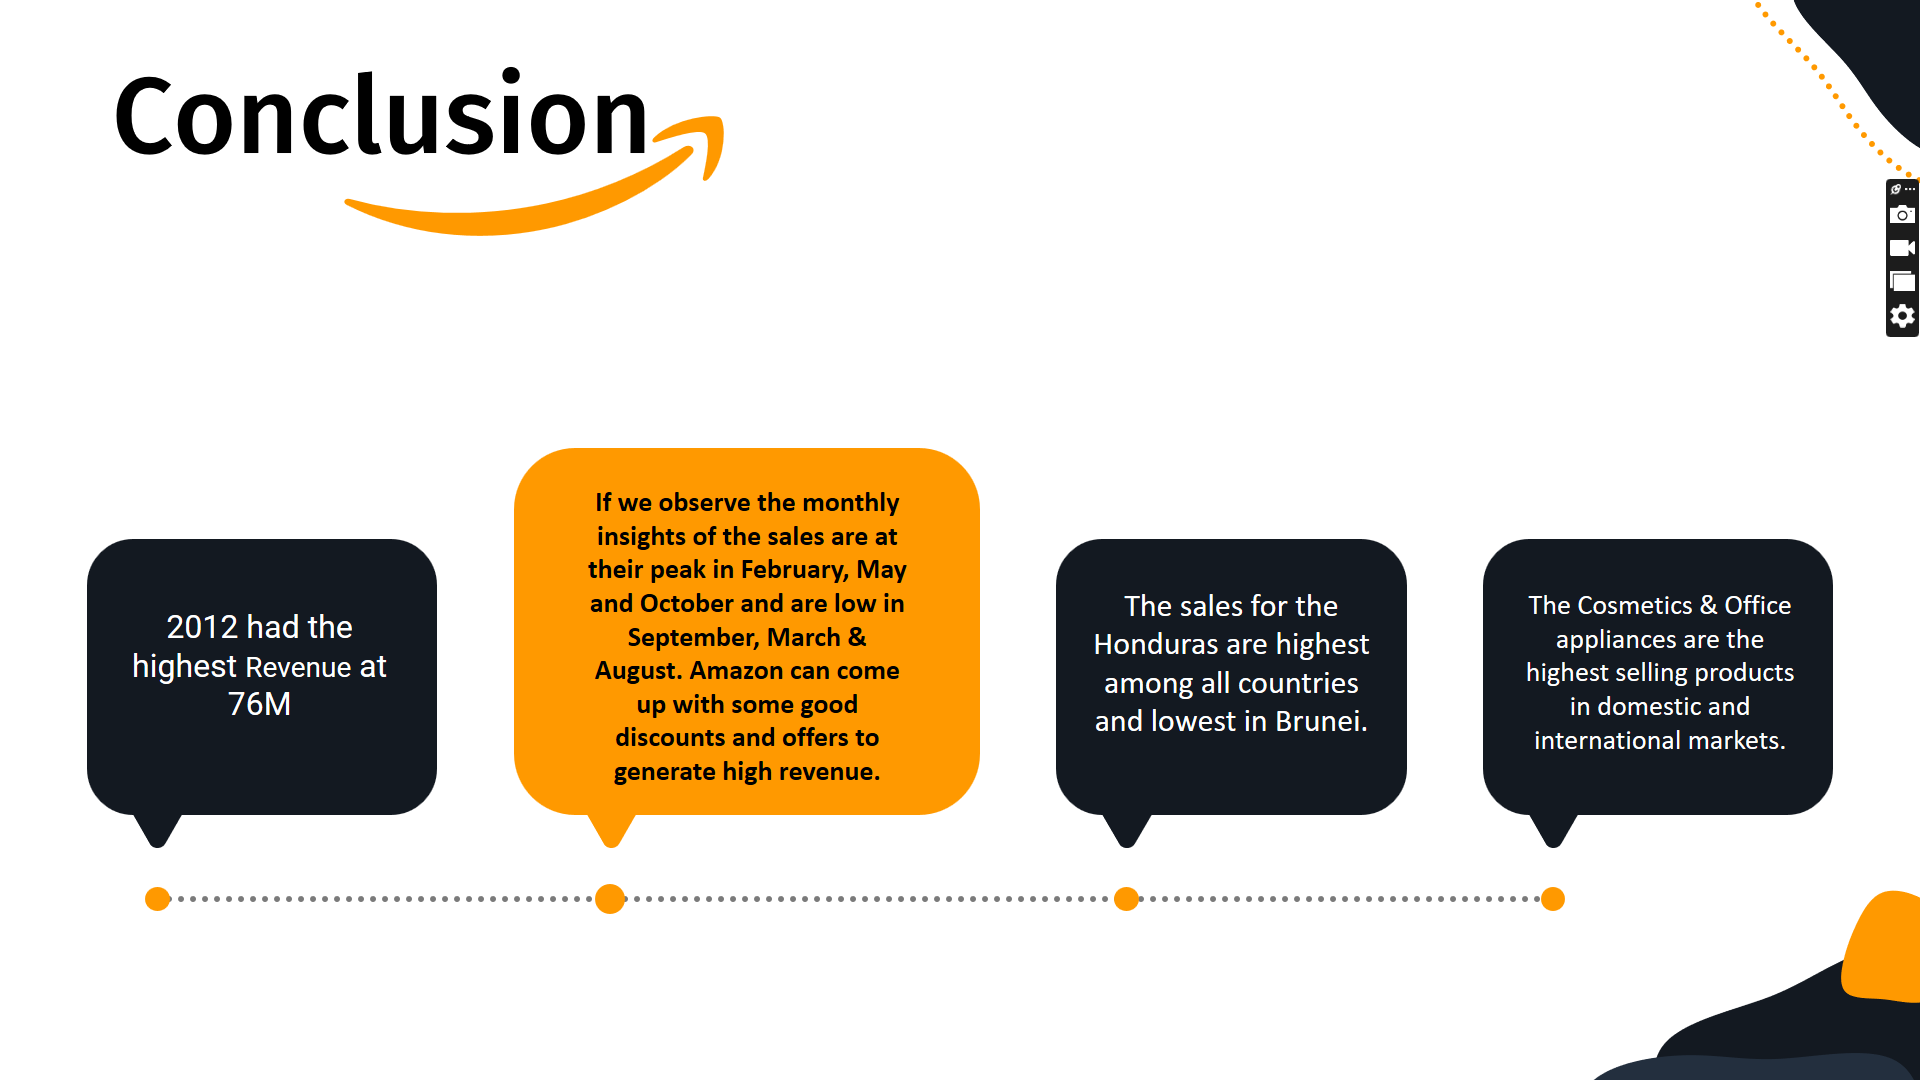 Conclusion
2012 had the
highest Revenue at
76M
If we observe the monthly
insights of the sales are at
their peak in February, May
and October and are low in
September, March &
August. Amazon can come
up with some good
discounts and offers to
generate high revenue.
The sales for the
Honduras are highest
among all countries
and lowest in Brunei.
The Cosmetics & Office
appliances are the
highest selling products
in domestic and
international markets.